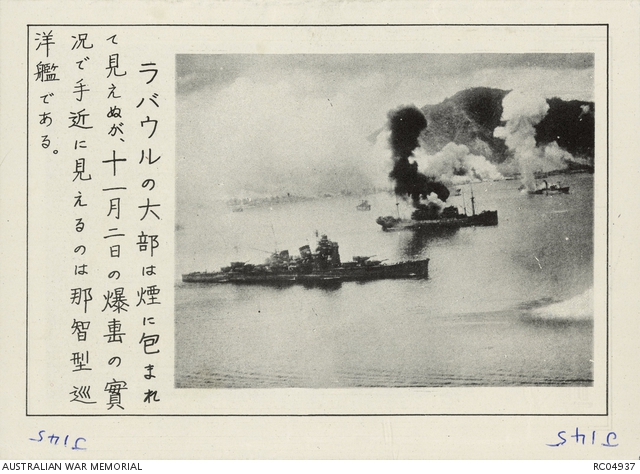 ラバウルの大部は煙に包まれ
て見えぬが、十一月二日の爆撃の實
況で手近に見えるのは那智型巡
洋艦である。
J145
J145
AUSTRALIAN WAR MEMORIAL
RC04937